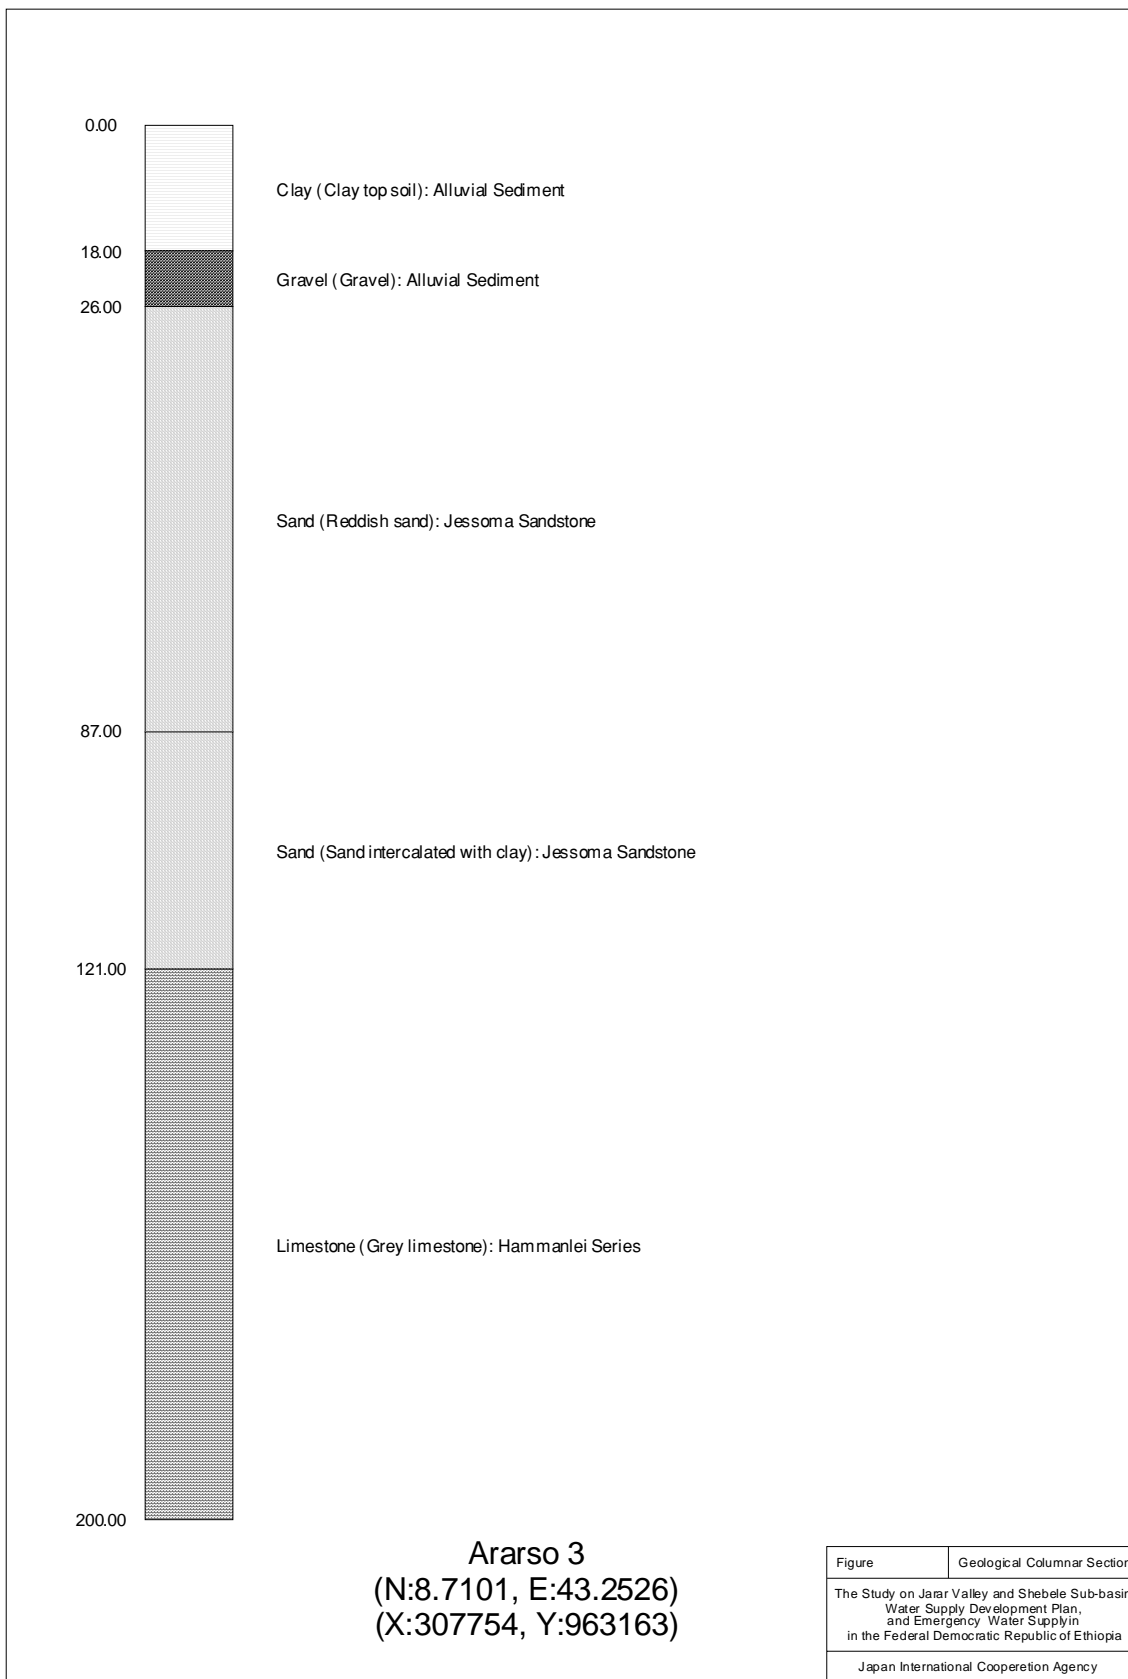 0.00
Clay (Clay top soil): Alluvial Sediment
18.00
Gravel (Gravel): Alluvial Sediment
26.00
Sand (Reddish sand): Jessoma Sandstone
87.00
Sand (Sand intercalated with clay): Jessoma Sandstone
121.00
Limestone (Grey limestone): Hammanlei Series
200.00
Ararso 3
(N:8.7101, E:43.2526)
(X:307754, Y:963163)
Figure
Geological Columnar Section
The Study on Jarar Valley and Shebele Sub-basin
Water Supply Development Plan,
and Emergency Water Supplyin
in the Federal Democratic Republic of Ethiopia
Japan International Cooperetion Agency